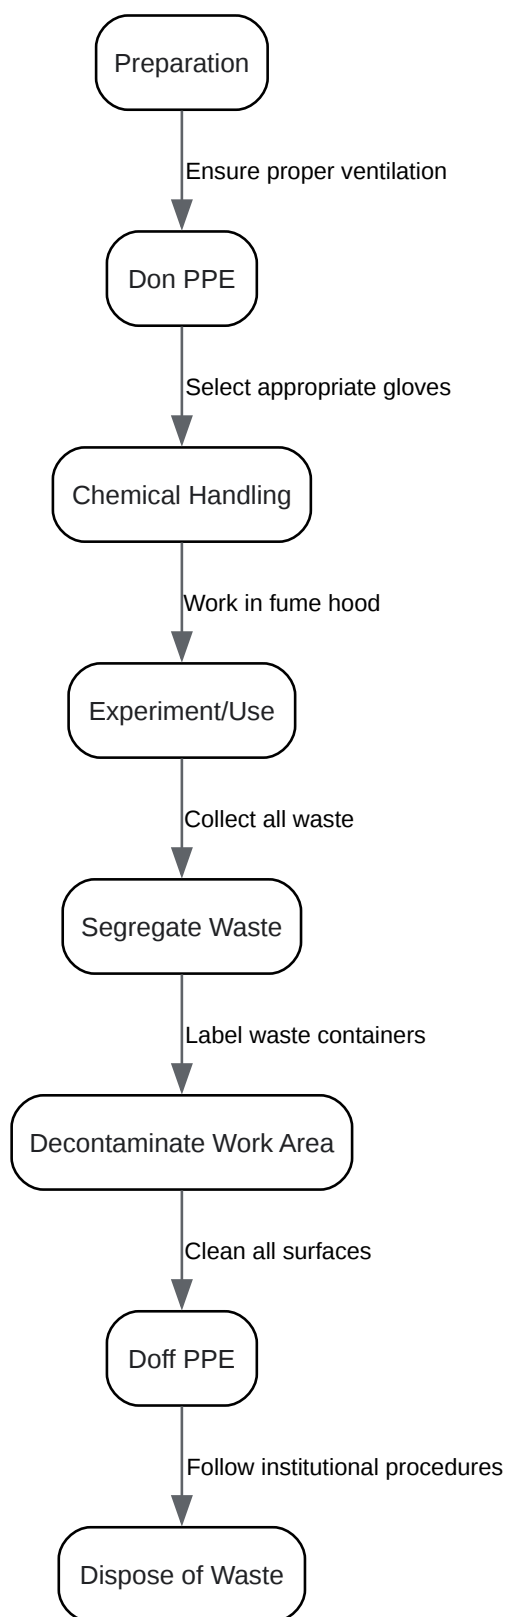 Preparation
Ensure proper ventilation
Don PPE
Select appropriate gloves
Chemical Handling
Work in fume hood
Experiment/Use
Collect all waste
Segregate Waste
Label waste containers
Decontaminate Work Area
Clean all surfaces
Doff PPE
Follow institutional procedures
Dispose of Waste